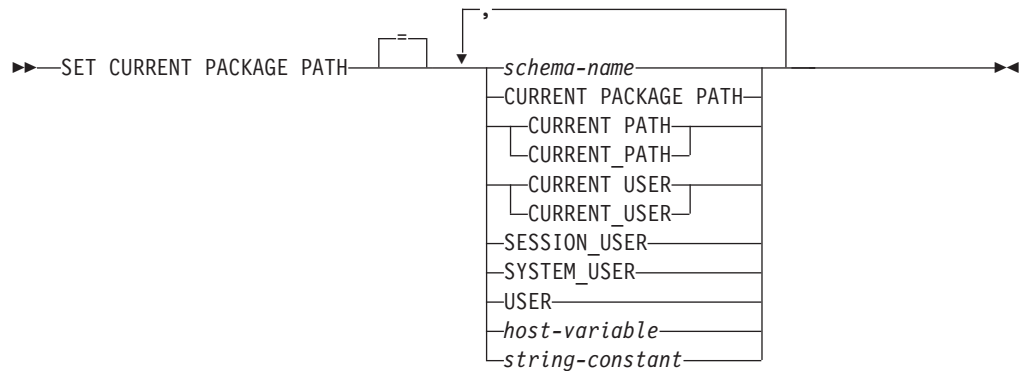 ,
=
SET CURRENT PACKAGE PATH schema-name
CURRENT PACKAGE PATH
CURRENT PATH
CURRENT_PATH
CURRENT USER
CURRENT_USER
SESSION_USER
SYSTEM_USER
USER
host-variable
string-constant